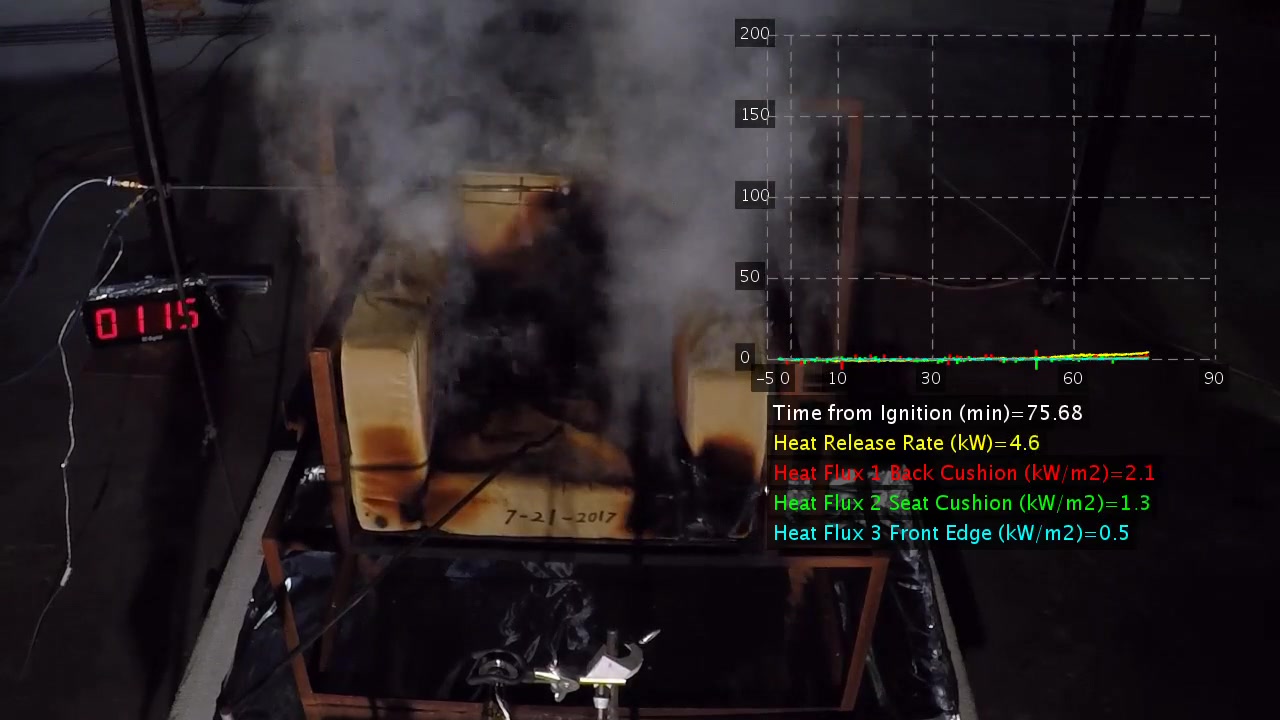 200
150
100
50
0
-5 0 10 30 60 90
Time from Ignition (min)=75.68
Heat Release Rate (kW)=4.6
Heat Flux 1 Back Cushion (kW/m2)=2.1
Heat Flux 2 Seat Cushion (kW/m2)=1.3
Heat Flux 3 Front Edge (kW/m2)=0.5
01 15
7-21-2017